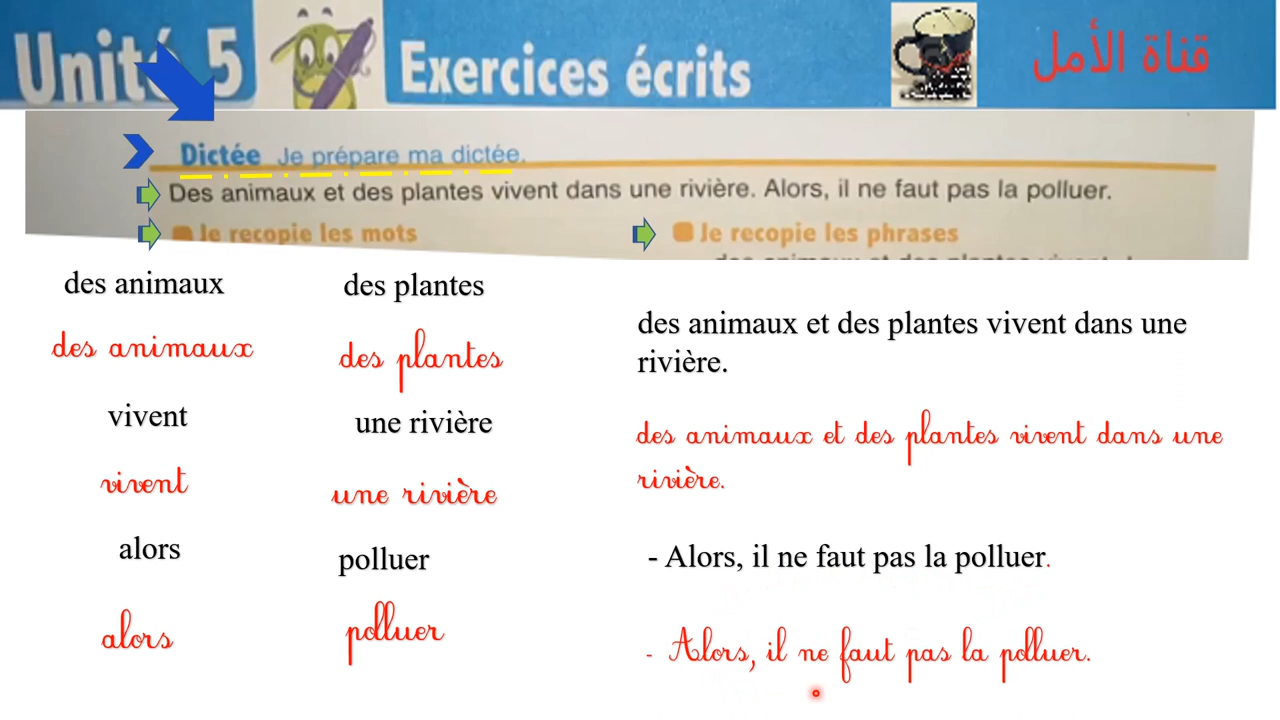 Unité 5
Exercices écrits
قناة الأمل
Dictée Je prépare ma dictée.
Des animaux et des plantes vivent dans une rivière. Alors, il ne faut pas la polluer.
Je recopie les mots
Je recopie les phrases
des animaux
des plantes
des animaux
des plantes
vivent
une rivière
vivent
une rivière
alors
polluer
alors
polluer
des animaux et des plantes vivent dans une
rivière.
des animaux et des plantes vivent dans une
rivière.
- Alors, il ne faut pas la polluer.
- Alors, il ne faut pas la polluer.